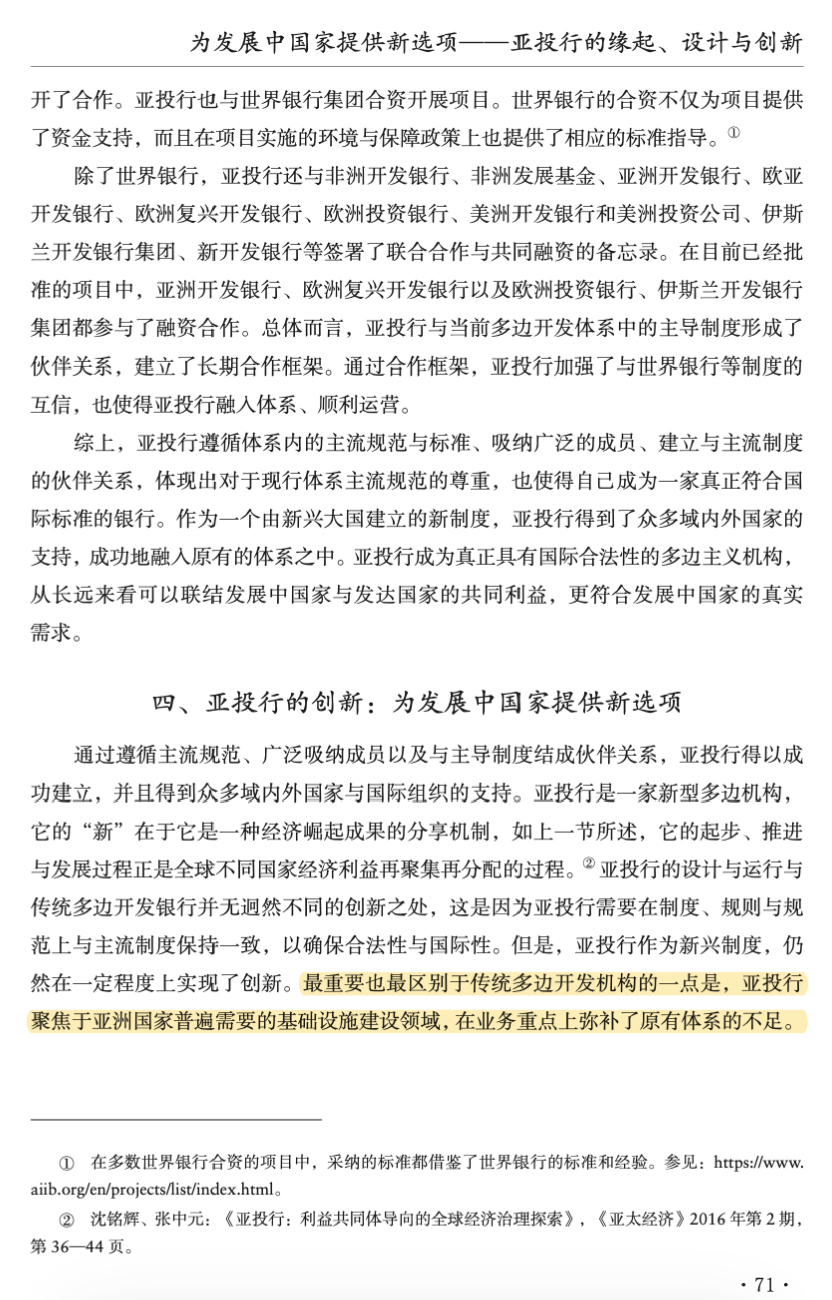 为发展中国家提供新选项——亚投行的缘起、设计与创新
开了合作。亚投行也与世界银行集团合资开展项目。世界银行的合资不仅为项目提供
了资金支持，而且在项目实施的环境与保障政策上也提供了相应的标准指导。①
除了世界银行，亚投行还与非洲开发银行、非洲发展基金、亚洲开发银行、欧亚
开发银行、欧洲复兴开发银行、欧洲投资银行、美洲开发银行和美洲投资公司、伊斯
兰开发银行集团、新开发银行等签署了联合合作与共同融资的备忘录。在目前已经批
准的项目中，亚洲开发银行、欧洲复兴开发银行以及欧洲投资银行、伊斯兰开发银行
集团都参与了融资合作。总体而言，亚投行与当前多边开发体系中的主导制度形成了
伙伴关系，建立了长期合作框架。通过合作框架，亚投行加强了与世界银行等制度的
互信，也使得亚投行融入体系、顺利运营。
综上，亚投行遵循体系内的主流规范与标准、吸纳广泛的成员、建立与主流制度
的伙伴关系，体现出对于现行体系主流规范的尊重，也使得自己成为一家真正符合国
际标准的银行。作为一个由新兴大国建立的新制度，亚投行得到了众多域内外国家的
支持，成功地融入原有的体系之中。亚投行成为真正具有国际合法性的多边主义机构，
从长远来看可以联结发展中国家与发达国家的共同利益，更符合发展中国家的真实
需求。
四、亚投行的创新：为发展中国家提供新选项
通过遵循主流规范、广泛吸纳成员以及与主导制度结成伙伴关系，亚投行得以成
功建立，并且得到众多域内外国家与国际组织的支持。亚投行是一家新型多边机构，
它的“新”在于它是一种经济崛起成果的分享机制，如上一节所述，它的起步、推进
与发展过程正是全球不同国家经济利益再聚集再分配的过程。②亚投行的设计与运行与
传统多边开发银行并无迥然不同的创新之处，这是因为亚投行需要在制度、规则与规
范上与主流制度保持一致，以确保合法性与国际性。但是，亚投行作为新兴制度，仍
然在一定程度上实现了创新。最重要也最区别于传统多边开发机构的一点是，亚投行
聚焦于亚洲国家普遍需要的基础设施建设领域，在业务重点上弥补了原有体系的不足。
① 在多数世界银行合资的项目中，采纳的标准都借鉴了世界银行的标准和经验。参见：https://www.
aiib.org/en/projects/list/index.html。
② 沈铭辉、张中元：《亚投行：利益共同体导向的全球经济治理探索》，《亚太经济》2016 年第 2 期，
第 36—44 页。
· 71 ·